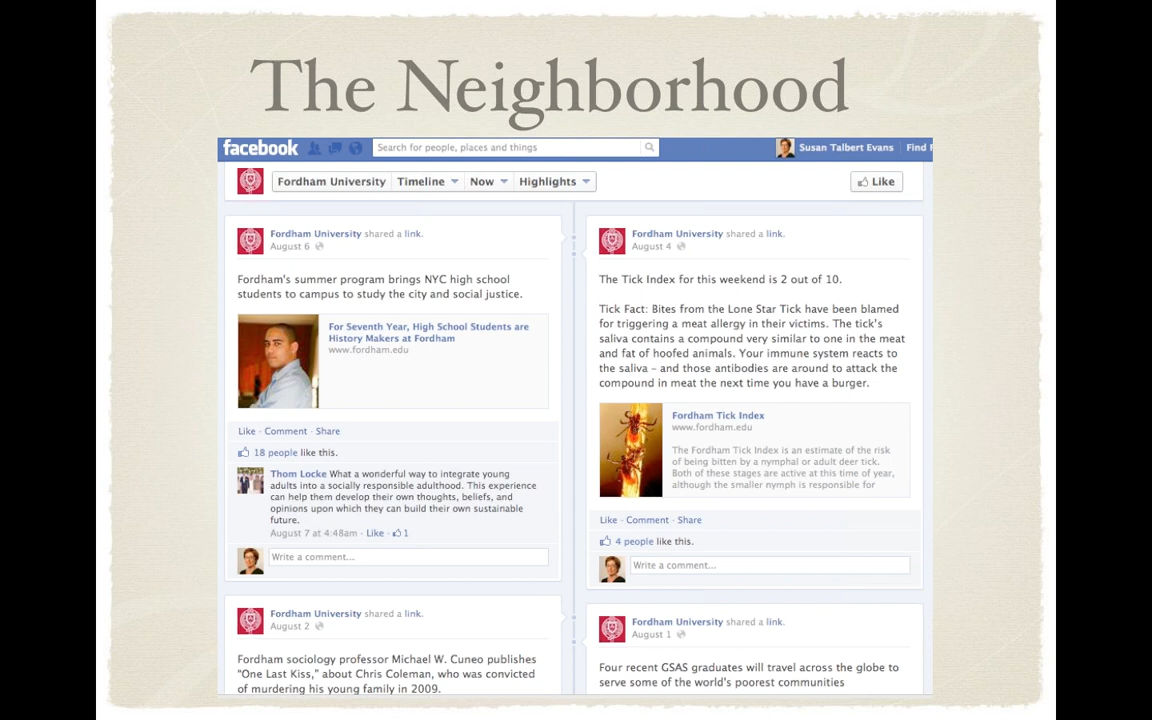 The Neighborhood
facebook
Search for people, places and things
Susan Talbert Evans
Find
Fordham University
Timeline
Now
Highlights
Like
Fordham University shared a link.
August 6
Fordham's summer program brings NYC high school
students to campus to study the city and social justice.
For Seventh Year, High School Students are
History Makers at Fordham
www.fordham.edu
Like · Comment · Share
18 people like this.
Thom Locke What a wonderful way to integrate young
adults into a socially responsible adulthood. This experience
can help them develop their own thoughts, beliefs, and
opinions upon which they can build their own sustainable
future.
August 7 at 4:48am · Like · 1
Write a comment...
Fordham University shared a link.
August 2
Fordham sociology professor Michael W. Cuneo publishes
"One Last Kiss," about Chris Coleman, who was convicted
of murdering his young family in 2009.
Fordham University shared a link.
August 4
The Tick Index for this weekend is 2 out of 10.
Tick Fact: Bites from the Lone Star Tick have been blamed
for triggering a meat allergy in their victims. The tick's
saliva contains a compound very similar to one in the meat
and fat of hoofed animals. Your immune system reacts to
the saliva – and those antibodies are around to attack the
compound in meat the next time you have a burger.
Fordham Tick Index
www.fordham.edu
The Fordham Tick Index is an estimate of the risk
of being bitten by a nymphal or adult deer tick.
Both of these stages are active at this time of year,
although the smaller nymph is responsible for
Like · Comment · Share
4 people like this.
Write a comment...
Fordham University shared a link.
August 1
Four recent GSAS graduates will travel across the globe to
serve some of the world's poorest communities